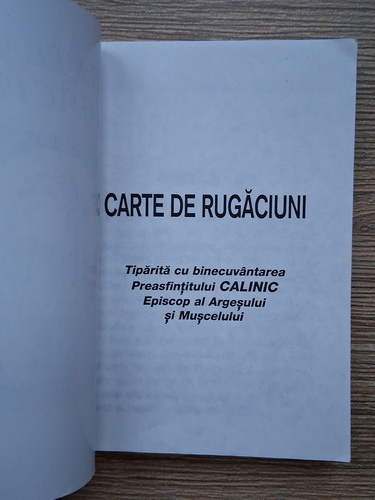 CARTE DE RUGĂCIUNI
Tipărită cu binecuvântarea
Preasfinţitului CALINIC
Episcop al Argeşului
şi Muşcelului